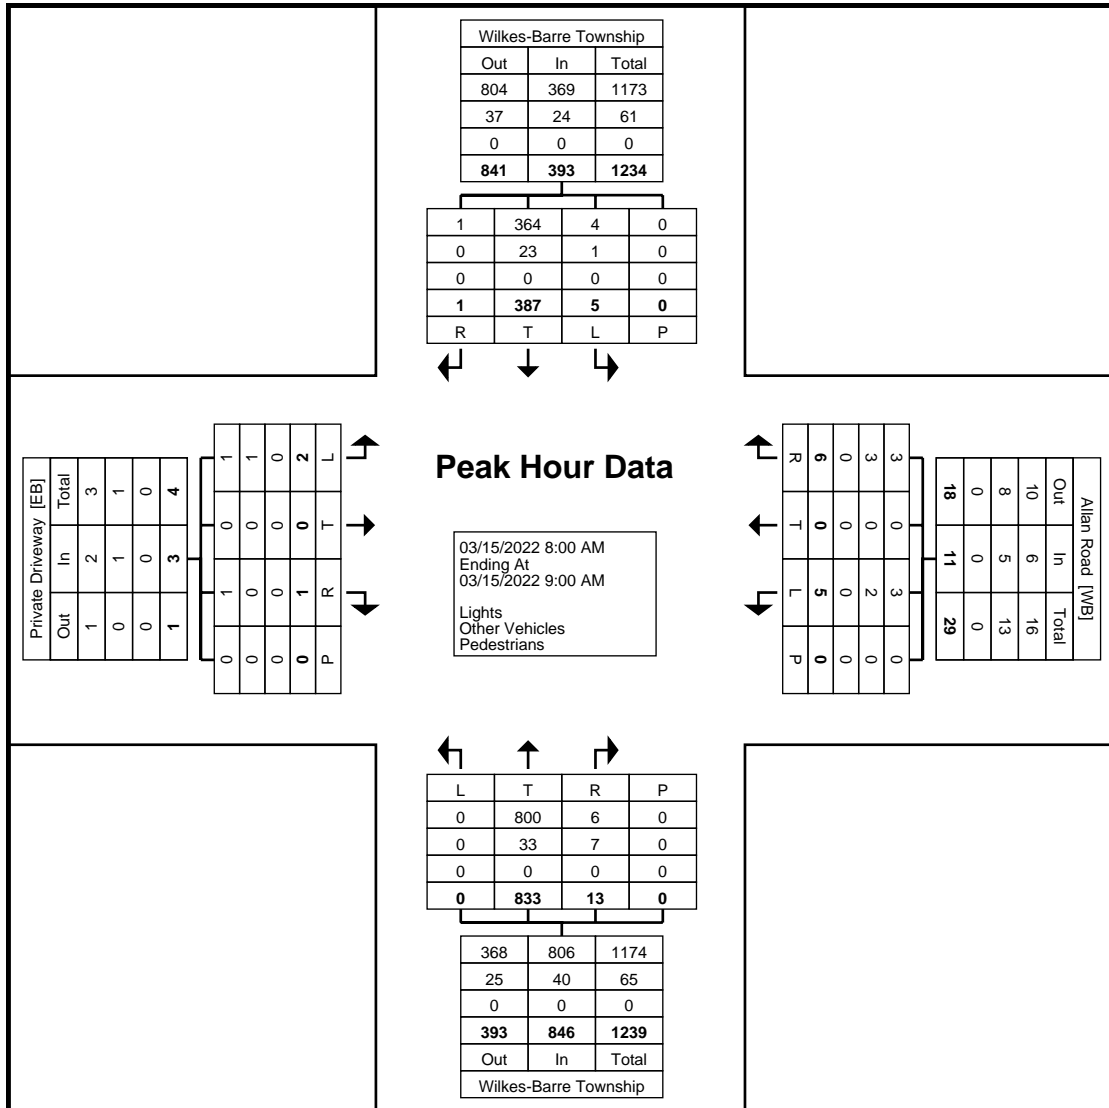 Wilkes-Barre Township
Out In Total
804 369 1173
37 24 61
0 0 0
841 393 1234
1 364 4 0
0 23 1 0
0 0 0 0
1 387 5 0
R T L P
Private Driveway [EB]
Total In Out
3 2 1
1 1 0
0 0 0
4 3 1
1 0 1 0
1 0 0 0
0 0 0 0
2 0 1 0
L T R P
Peak Hour Data
03/15/2022 8:00 AM
Ending At
03/15/2022 9:00 AM
Lights
Other Vehicles
Pedestrians
R T L P
6 0 5 0
0 0 0 0
3 0 2 0
3 0 3 0
Allan Road [WB]
Out In Total
10 6 16
8 5 13
0 0 0
18 11 29
L T R P
0 800 6 0
0 33 7 0
0 0 0 0
0 833 13 0
368 806 1174
25 40 65
0 0 0
393 846 1239
Out In Total
Wilkes-Barre Township